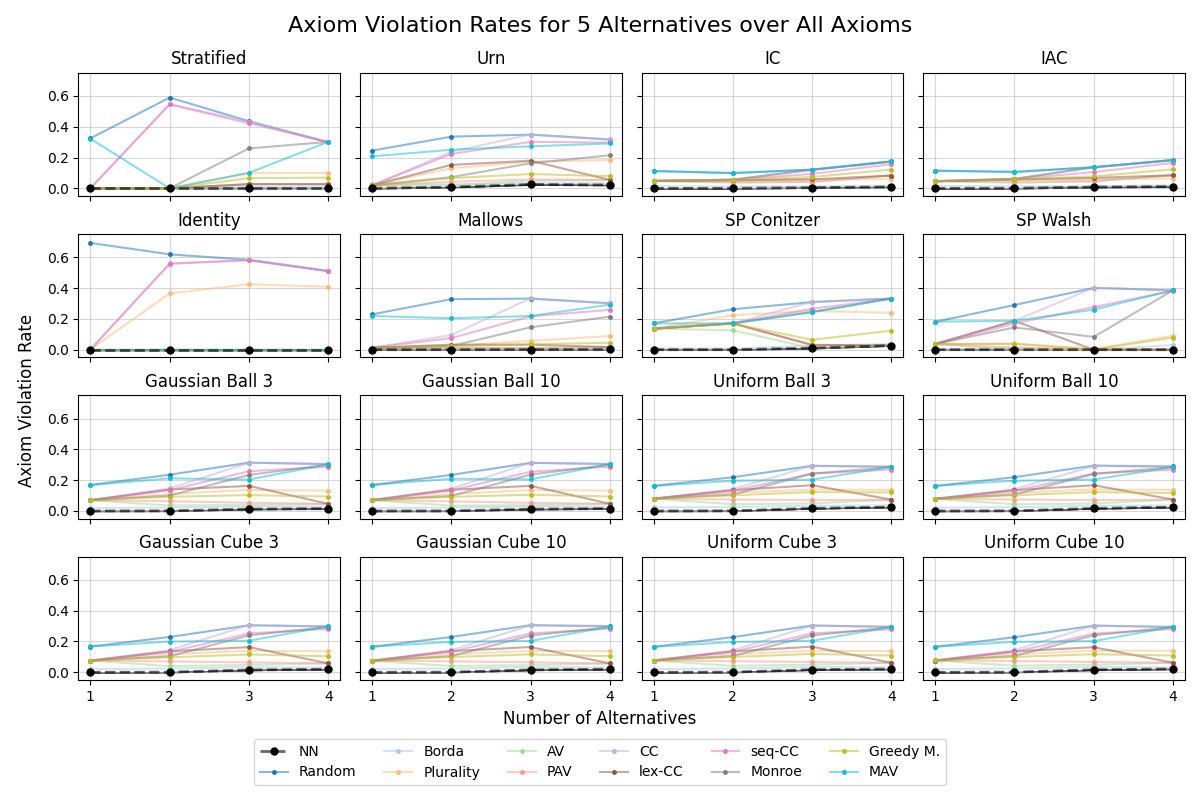 Axiom Violation Rates for 5 Alternatives over All Axioms
Stratified Urn IC IAC
0.6
0.4
0.2
0.0
Identity Mallows SP Conitzer SP Walsh
0.6
0.4
0.2
0.0
Axiom Violation Rate
Gaussian Ball 3 Gaussian Ball 10 Uniform Ball 3 Uniform Ball 10
0.6
0.4
0.2
0.0
Gaussian Cube 3 Gaussian Cube 10 Uniform Cube 3 Uniform Cube 10
0.6
0.4
0.2
0.0
1 2 3 4 1 2 3 4 1 2 3 4 1 2 3 4
Number of Alternatives
NN Borda AV CC seq-CC Greedy M.
Random Plurality PAV lex-CC Monroe MAV